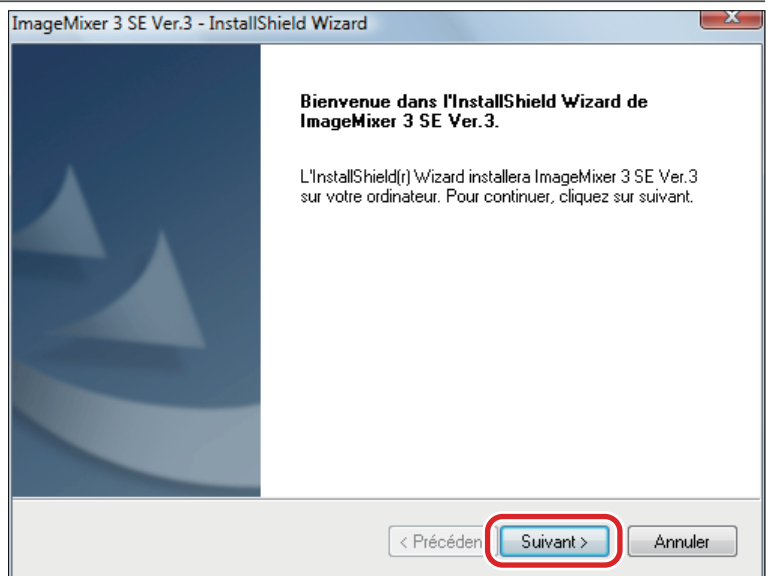 ImageMixer 3 SE Ver.3 - InstallShield Wizard
Bienvenue dans l'InstallShield Wizard de
ImageMixer 3 SE Ver.3.
L'InstallShield(r) Wizard installera ImageMixer 3 SE Ver.3
sur votre ordinateur. Pour continuer, cliquez sur suivant.
< Précéden
Suivant >
Annuler